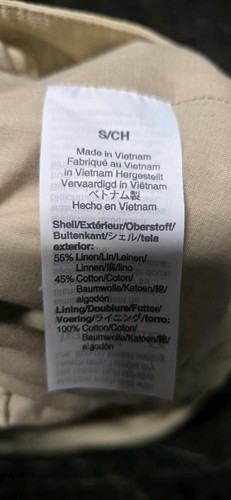 S/CH
Made in Vietnam
Fabriqué au Vietnam
in Vietnam Hergestellt
Vervaardigd in Viëtnam
ベトナム製
Hecho en Vietnam
Shell/Extérieur/Oberstoff/
Buitenkant/シェル/tela
exterior:
55% Linen/Lin/Leinen/
Linnen/麻/lino
45% Cotton/Coton/
Baumwolle/Katoen/綿/
algodón
Lining/Doublure/Futter/
Voering/ライニング/forro:
100% Cotton/Coton/
Baumwolle/Katoen/綿/
algodón